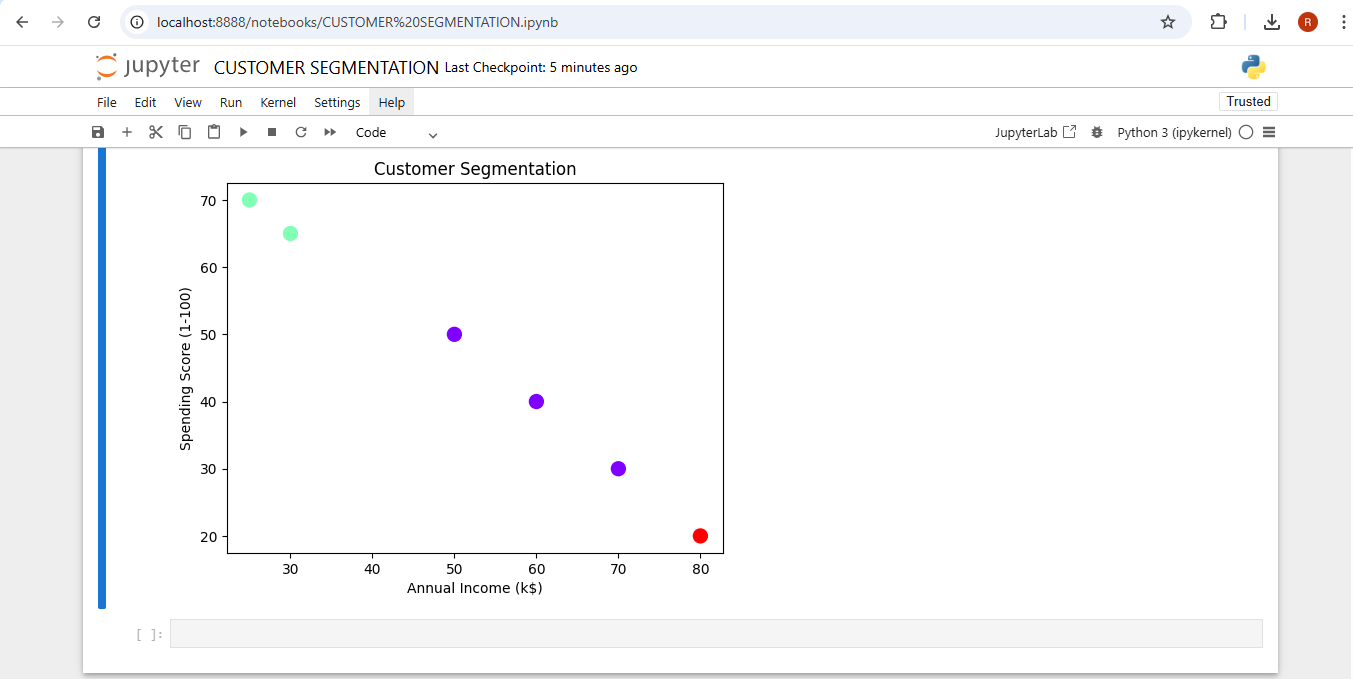 localhost:8888/notebooks/CUSTOMER%20SEGMENTATION.ipynb
R
jupyter CUSTOMER SEGMENTATION Last Checkpoint: 5 minutes ago
File Edit View Run Kernel Settings Help
Trusted
Code
JupyterLab
Python 3 (ipykernel)
Customer Segmentation
70
60
50
40
30
20
Spending Score (1-100)
30 40 50 60 70 80
Annual Income (k$)
[ ]: